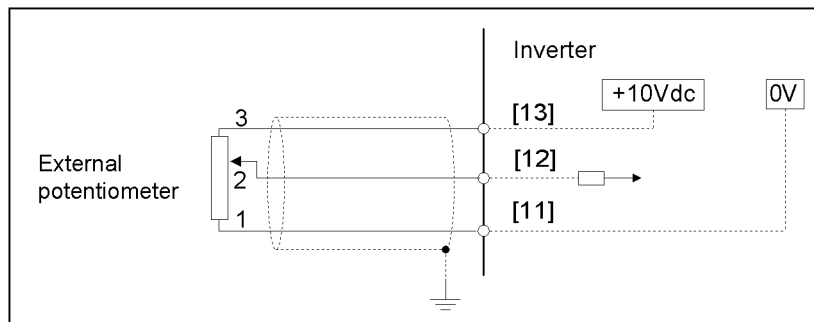 Inverter
+10Vdc
0V
3
[13]
External
potentiometer
2
[12]
1
[11]